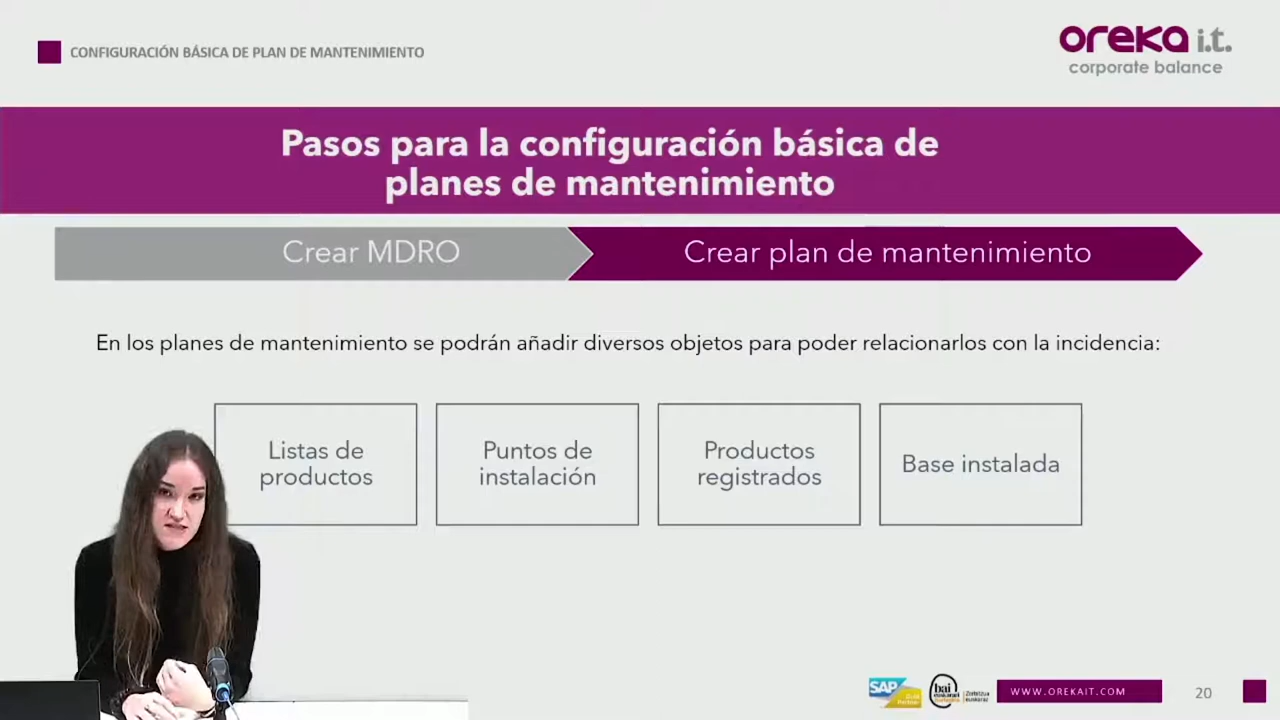 CONFIGURACIÓN BÁSICA DE PLAN DE MANTENIMIENTO
oreka i.t.
corporate balance
Pasos para la configuración básica de
planes de mantenimiento
Crear MDRO
Crear plan de mantenimiento
En los planes de mantenimiento se podrán añadir diversos objetos para poder relacionarlos con la incidencia:
Listas de
productos
Puntos de
instalación
Productos
registrados
Base instalada
SAP
bai
WWW.OREKAIT.COM
20